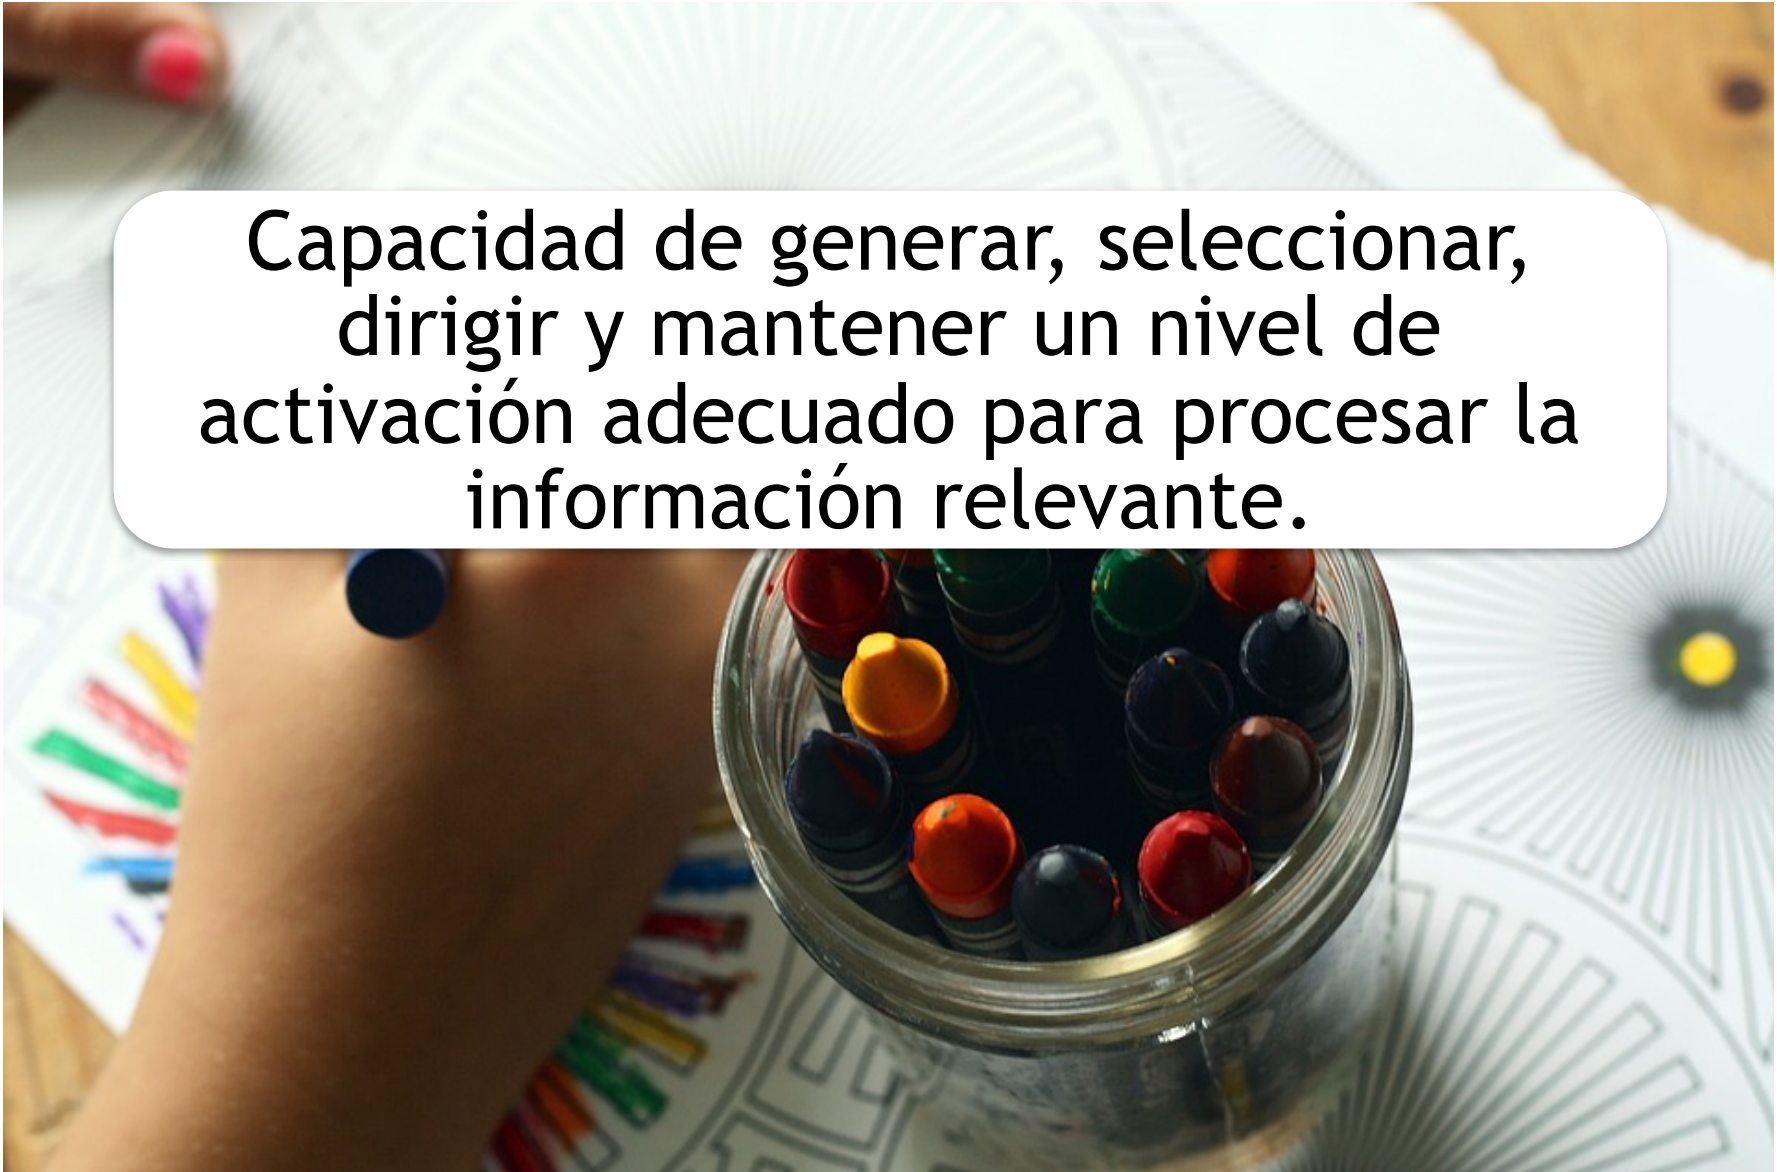 Capacidad de generar, seleccionar,
dirigir y mantener un nivel de
activación adecuado para procesar la
información relevante.